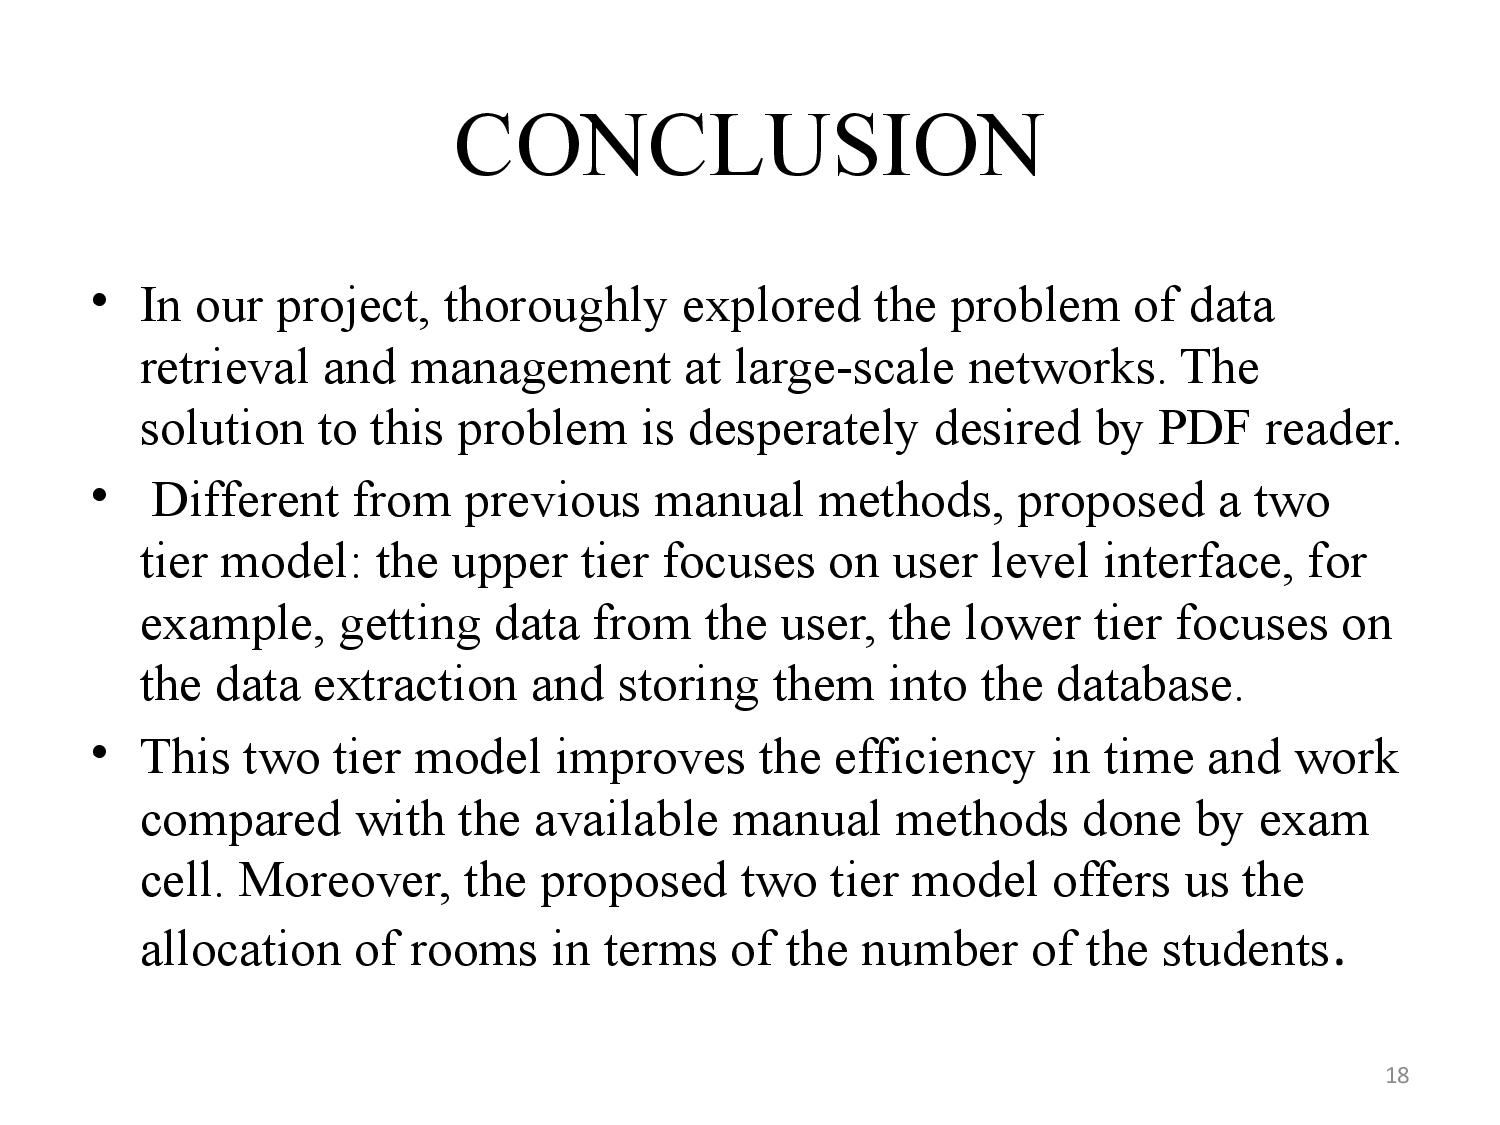 CONCLUSION
• In our project, thoroughly explored the problem of data
retrieval and management at large-scale networks. The
solution to this problem is desperately desired by PDF reader.
• Different from previous manual methods, proposed a two
tier model: the upper tier focuses on user level interface, for
example, getting data from the user, the lower tier focuses on
the data extraction and storing them into the database.
• This two tier model improves the efficiency in time and work
compared with the available manual methods done by exam
cell. Moreover, the proposed two tier model offers us the
allocation of rooms in terms of the number of the students.
18